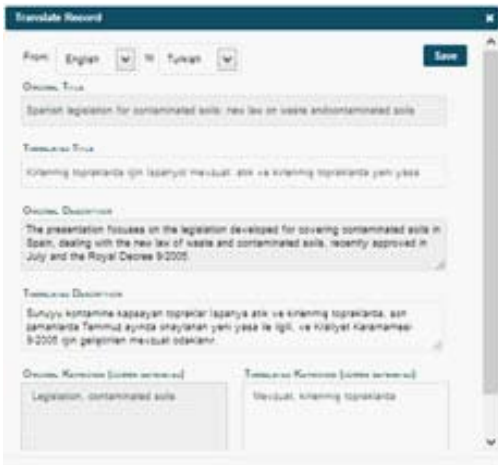 Translate Record
From: English to Turkish Save
Original Title
Spanish legislation for contaminated soils: new law on waste andcontaminated soils
Translated Title
Kirlenmiş topraklarda için İspanyol mevzuat: atık ve kirlenmiş topraklarda yeni yasa
Original Description
The presentation focuses on the legislation developed for covering contaminated soils in
Spain, dealing with the new law of waste and contaminated soils, recently approved in
July and the Royal Decree 9/2005.
Translated Description
Sunuyu kontamine kapsayan topraklar İspanya atık ve kirlenmiş topraklarda, son
zamanlarda Temmuz ayında onaylanan yeni yasa ile ilgili, ve Kraliyet Kararnamesi
9/2005 için geliştirilen mevzuat odaklanır.
Original Keywords Translated Keywords
Legislation, contaminated soils Mevzuat, kirlenmiş topraklarda